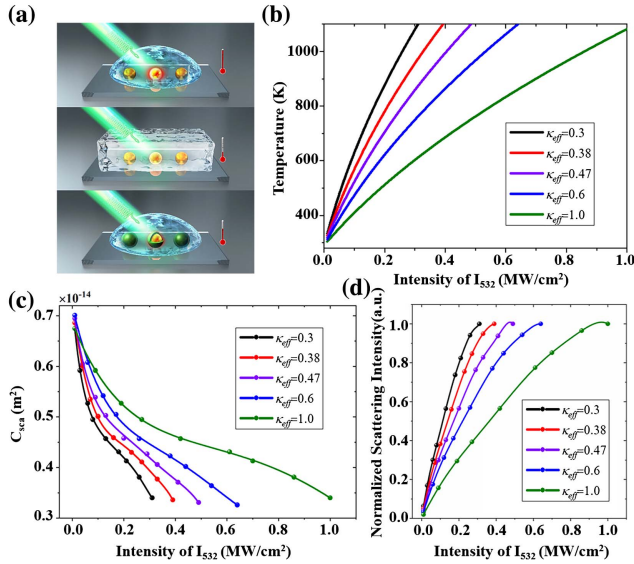 (a)
(b)
1000
800
600
400
Temperature (K)
κeff=0.3
κeff=0.38
κeff=0.47
κeff=0.6
κeff=1.0
0.0 0.2 0.4 0.6 0.8 1.0
Intensity of I532 (MW/cm2)
(c)
×10-14
0.7
0.6
0.5
0.4
0.3
Csca (m2)
κeff=0.3
κeff=0.38
κeff=0.47
κeff=0.6
κeff=1.0
0.0 0.2 0.4 0.6 0.8 1.0
Intensity of I532 (MW/cm2)
(d)
1.0
0.8
0.6
0.4
0.2
0.0
Normalized Scattering Intensity(a.u.)
κeff=0.3
κeff=0.38
κeff=0.47
κeff=0.6
κeff=1.0
0.0 0.2 0.4 0.6 0.8 1.0
Intensity of I532 (MW/cm2)